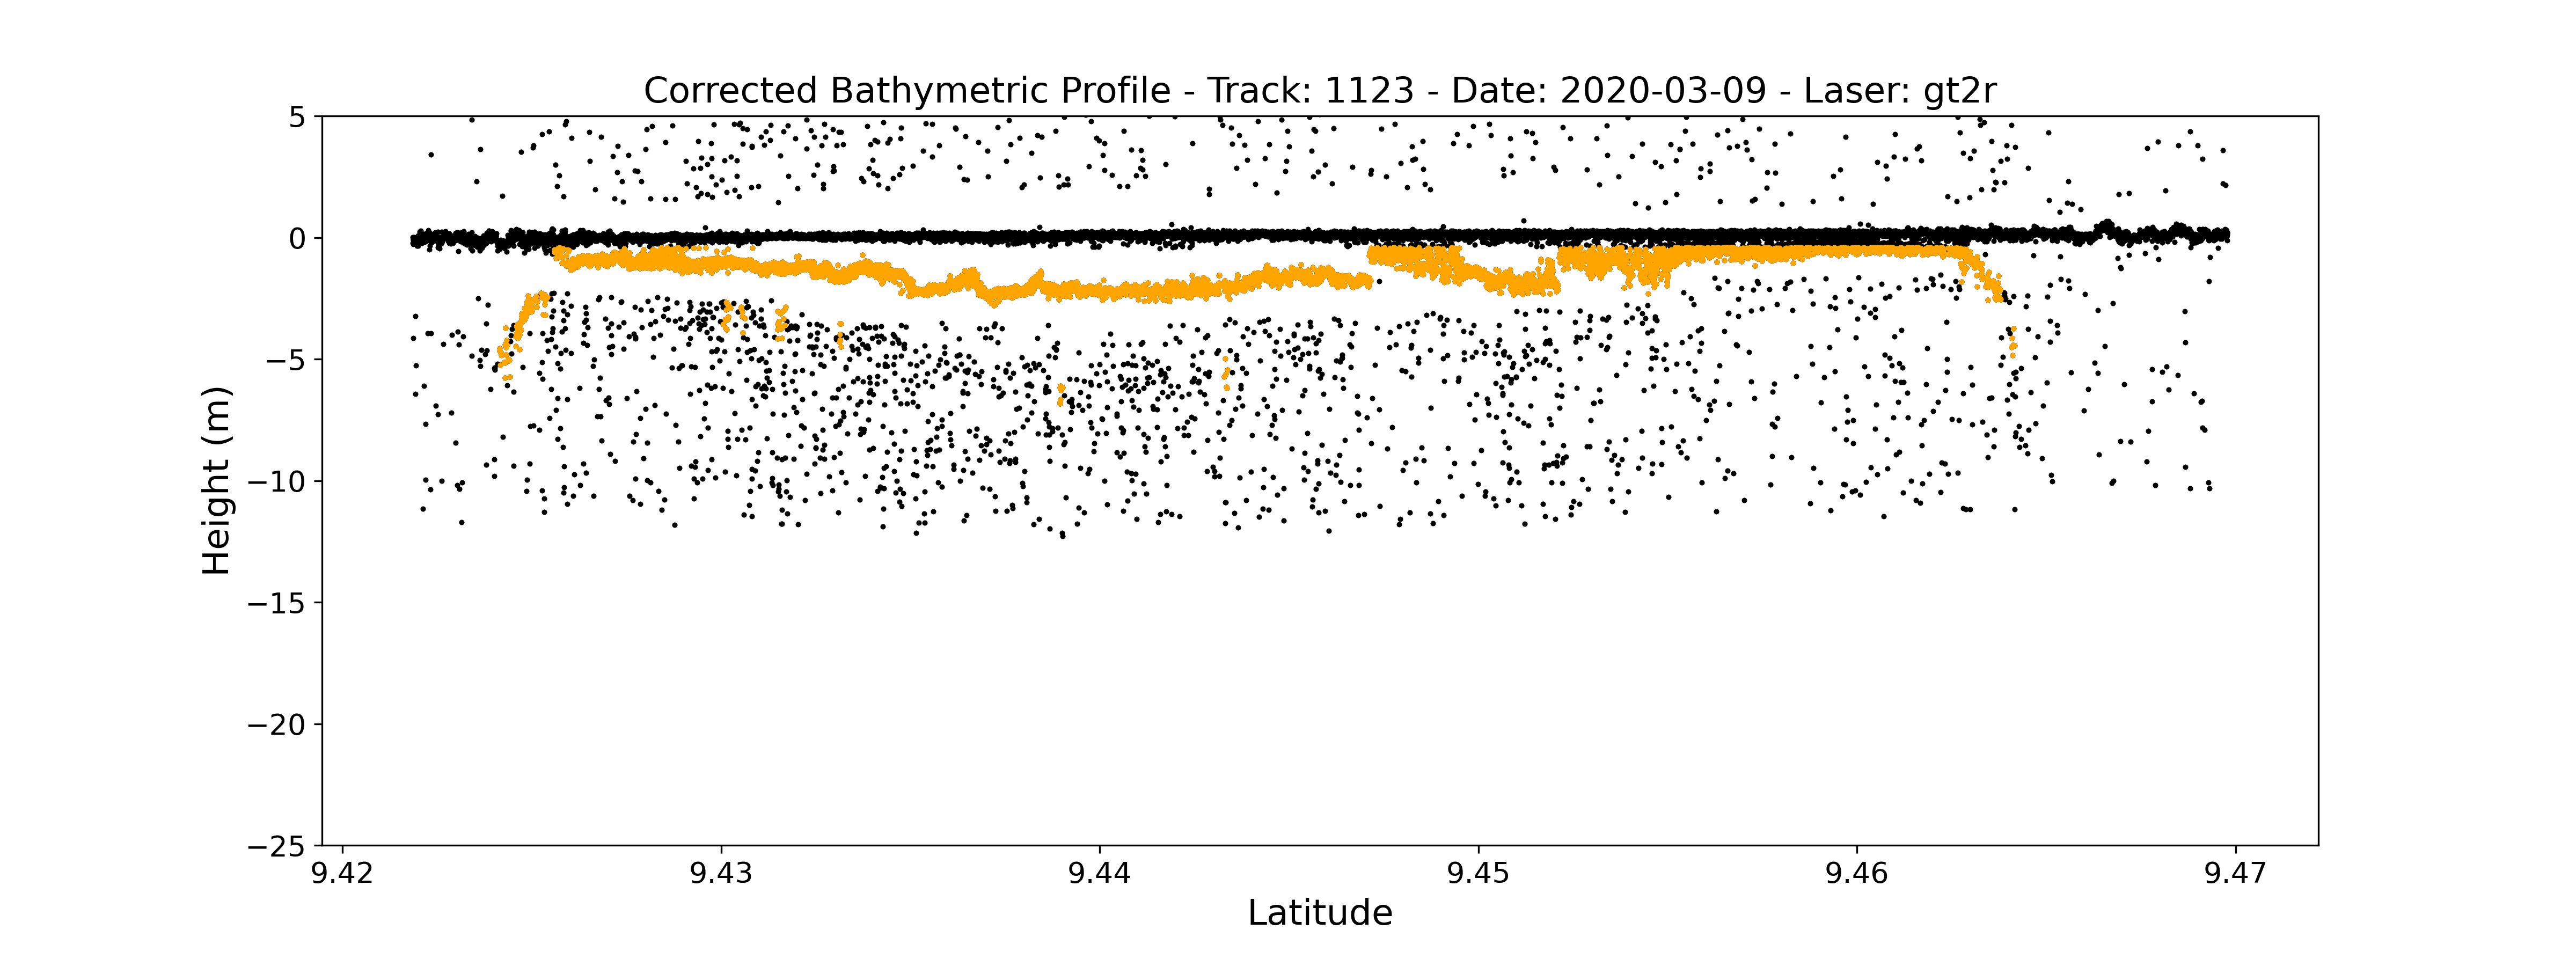 Corrected Bathymetric Profile - Track: 1123 - Date: 2020-03-09 - Laser: gt2r
5
0
−5
−10
−15
−20
−25
Height (m)
9.42 9.43 9.44 9.45 9.46 9.47
Latitude